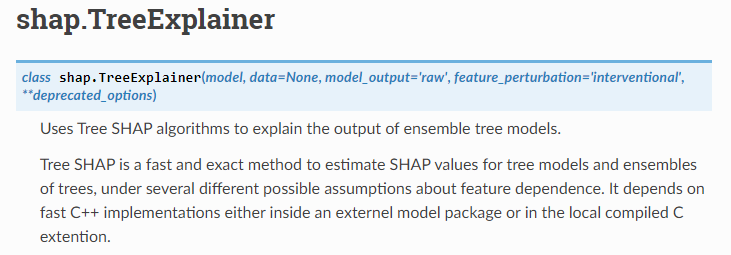 shap.TreeExplainer
class shap.TreeExplainer(model, data=None, model_output='raw', feature_perturbation='interventional',
**deprecated_options)
Uses Tree SHAP algorithms to explain the output of ensemble tree models.
Tree SHAP is a fast and exact method to estimate SHAP values for tree models and ensembles
of trees, under several different possible assumptions about feature dependence. It depends on
fast C++ implementations either inside an externel model package or in the local compiled C
extention.